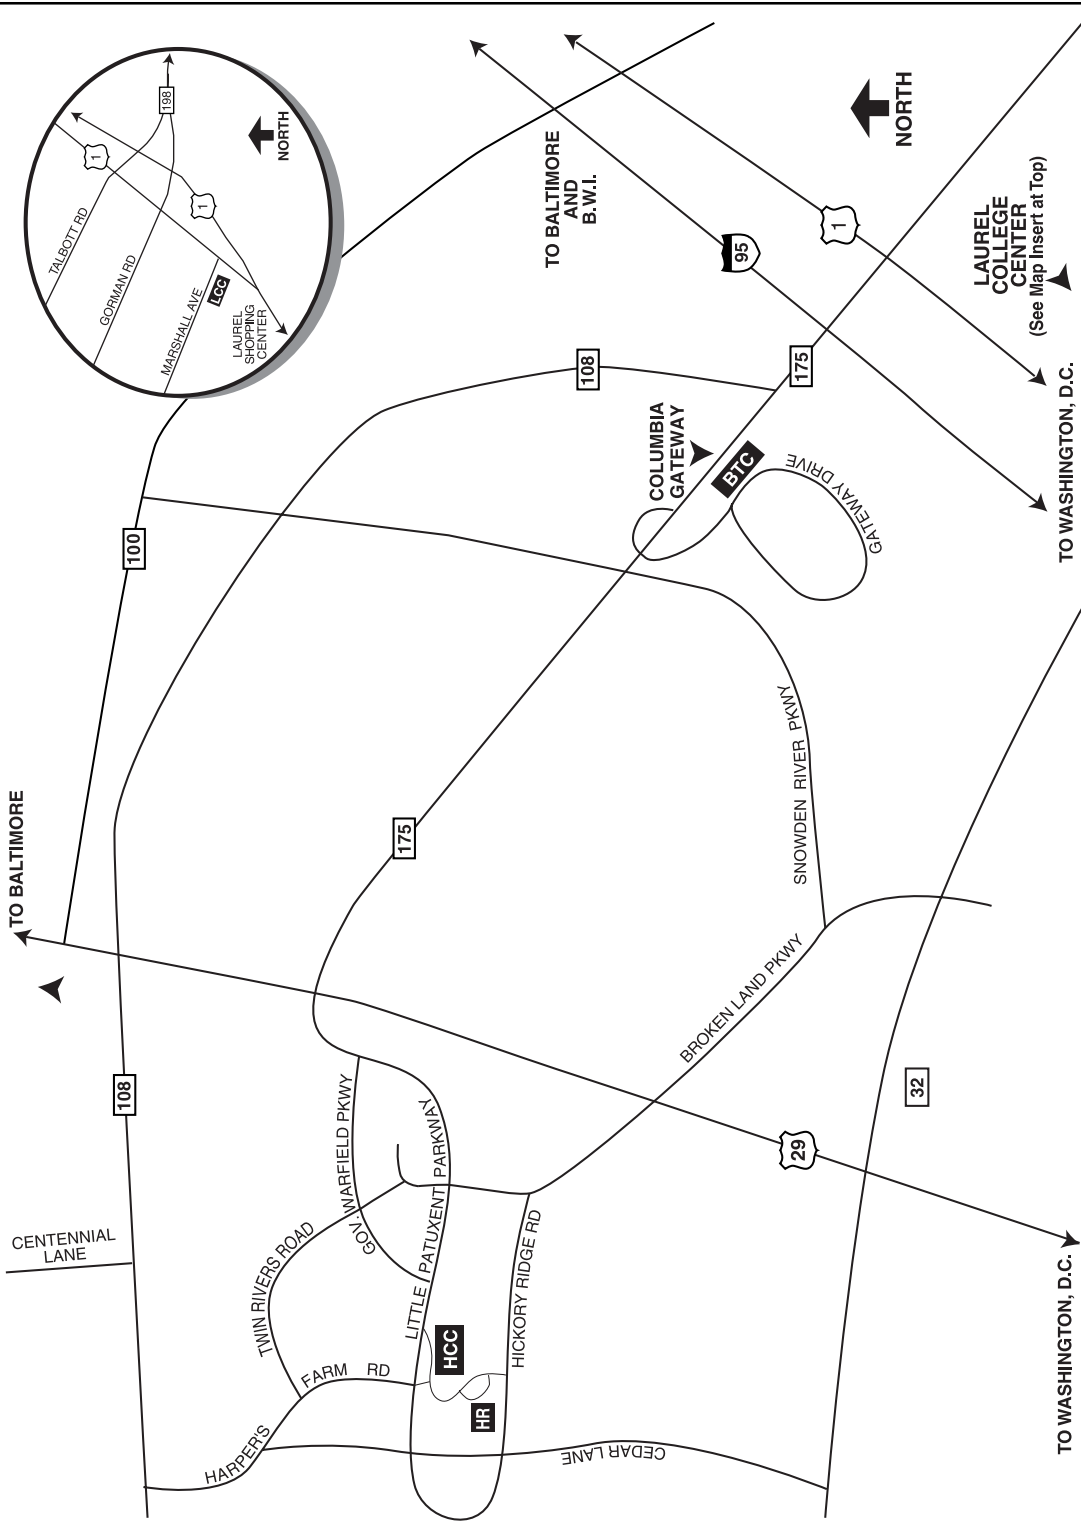 TALBOTT RD
GORMAN RD
MARSHALL AVE
LCC
LAUREL
SHOPPING
CENTER
1
1
198
NORTH
TO BALTIMORE
100
108
TO BALTIMORE
AND
B.W.I.
95
1
NORTH
LAUREL
COLLEGE
CENTER
(See Map Insert at Top)
175
COLUMBIA
GATEWAY
BTC
GATEWAY DRIVE
TO WASHINGTON, D.C.
175
SNOWDEN RIVER PKWY
BROKEN LAND PKWY
32
29
TO WASHINGTON, D.C.
108
CENTENNIAL
LANE
GOV. WARFIELD PKWY
LITTLE PATUXENT PARKWAY
TWIN RIVERS ROAD
HARPER'S FARM RD
HCC
HR
HICKORY RIDGE RD
CEDAR LANE